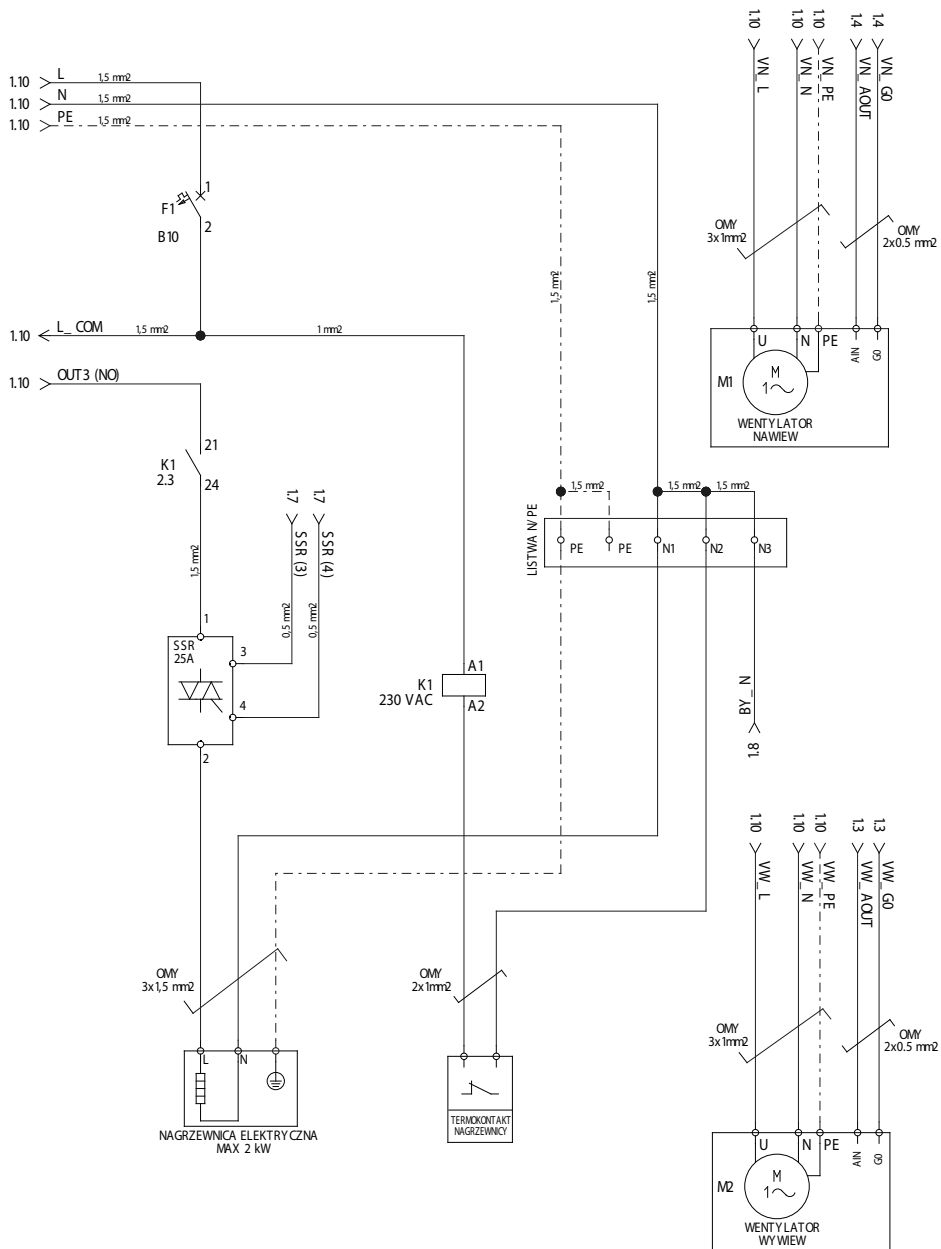 1.10 L 1,5 mm2
1.10 N 1,5 mm2
1.10 PE 1,5 mm2
1
F1
2
B10
1.10 L_COM 1,5 mm2 1 mm2
1.10 OUT3 (NO)
21
K1
2.3
24
1.7 SSR (3)
1.7 SSR (4)
1,5 mm2
0,5 mm2
0,5 mm2
1
SSR
25A
3
4
2
A1
K1
230 VAC
A2
1,5 mm2
1,5 mm2
1,5 mm2 1,5 mm2 1,5 mm2
LISTWA N/PE
PE PE N1 N2 N3
BY_N
1.8
OMY
3x1,5 mm2
L N
NAGRZEWNICA ELEKTRYCZNA
MAX 2 kW
OMY
2x1mm2
TERMOKONTAKT
NAGRZEWNICY
1.10 VN_L
1.10 VN_N
1.10 VN_PE
1.4 VN_AOUT
1.4 VN_G0
OMY
3x1mm2
OMY
2x0.5 mm2
U N PE AIN G0
M1
M
1
WENTYLATOR
NAWIEW
1.10 VW_L
1.10 VW_N
1.10 VW_PE
1.3 VW_AOUT
1.3 VW_G0
OMY
3x1mm2
OMY
2x0.5 mm2
U N PE AIN G0
M2
M
1
WENTYLATOR
WYWIEW